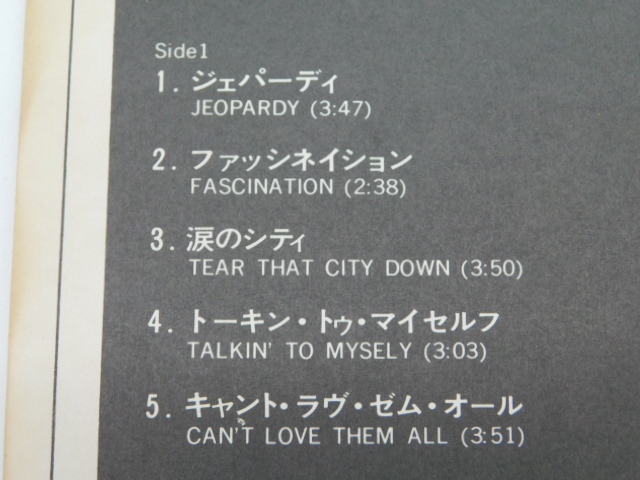 Side1
1. ジェパーディ
JEOPARDY (3:47)
2. ファッシネイション
FASCINATION (2:38)
3. 涙のシティ
TEAR THAT CITY DOWN (3:50)
4. トーキン・トゥ・マイセルフ
TALKIN' TO MYSELY (3:03)
5. キャント・ラヴ・ゼム・オール
CAN'T LOVE THEM ALL (3:51)